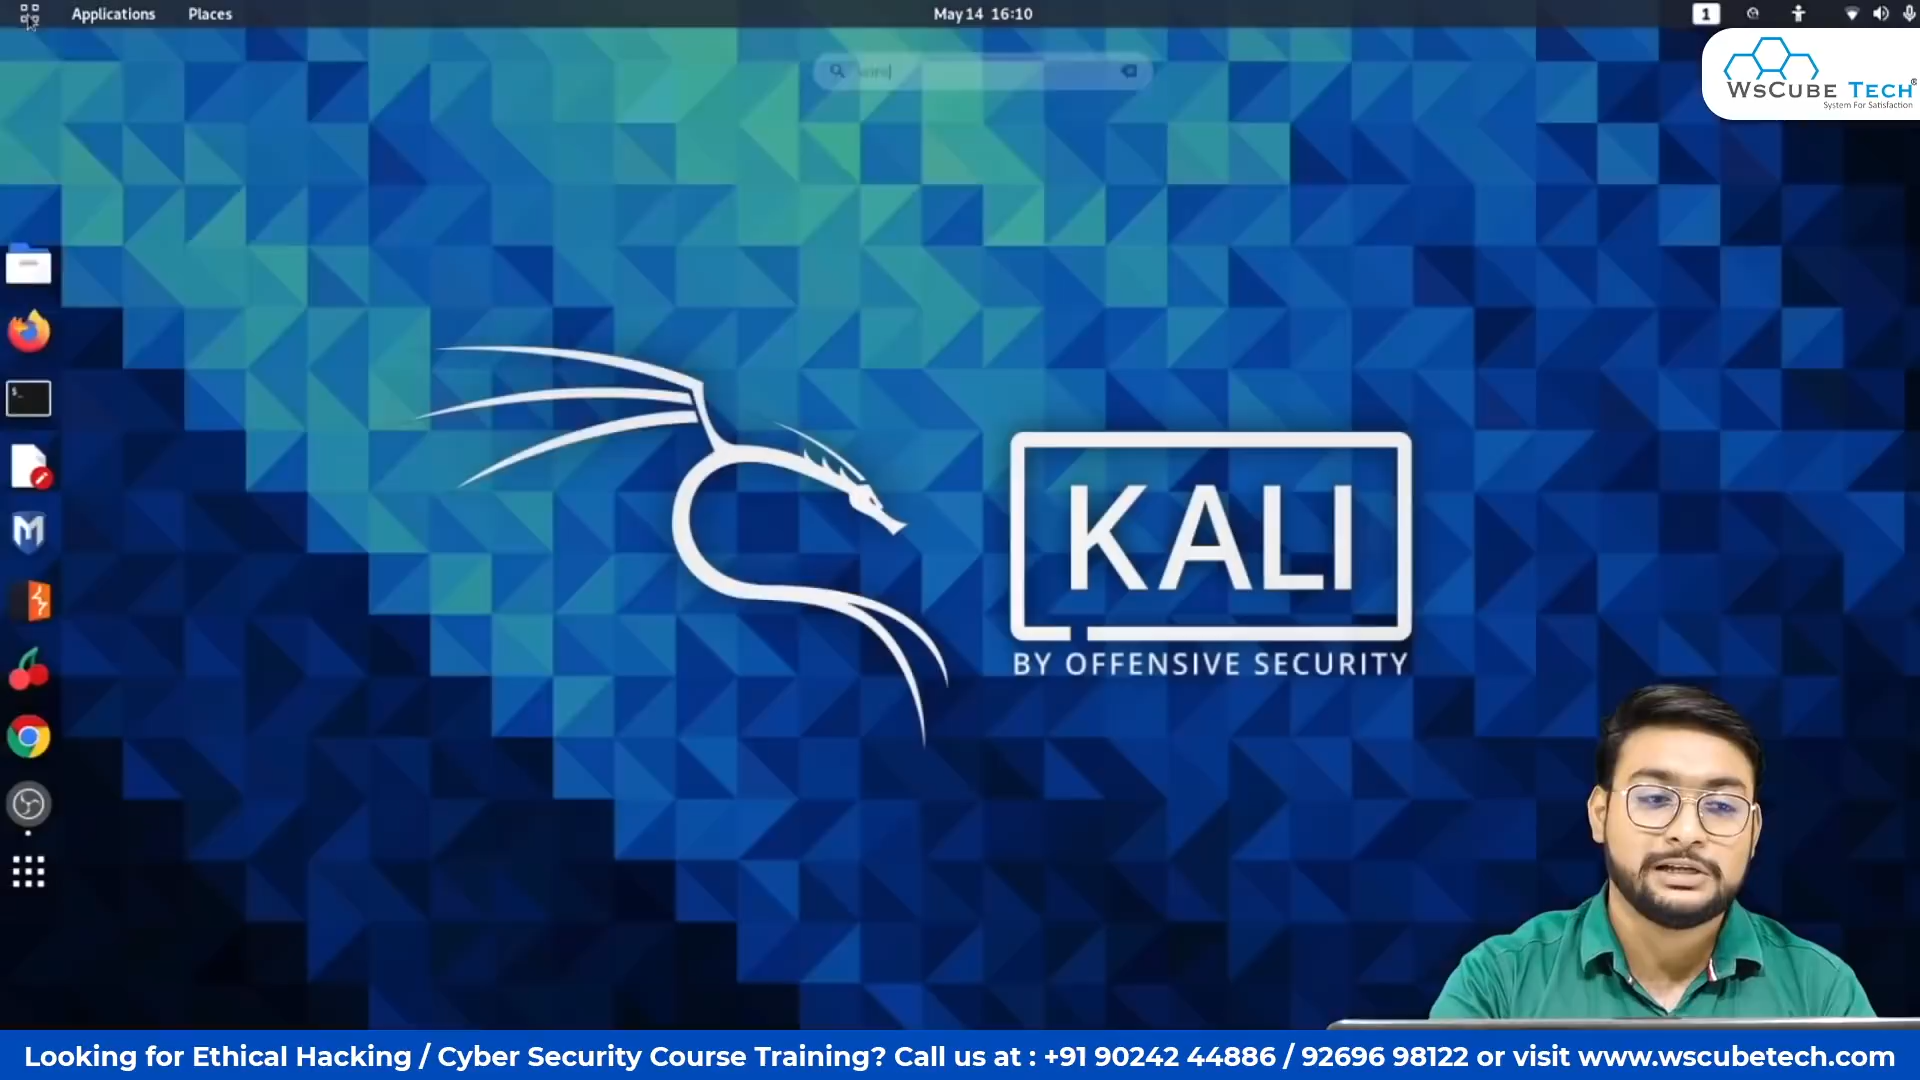 Applications Places May 14 16:10 1
WsCube Tech®
System For Satisfaction
$_
KALI
BY OFFENSIVE SECURITY
Looking for Ethical Hacking / Cyber Security Course Training? Call us at : +91 90242 44886 / 92696 98122 or visit www.wscubetech.com